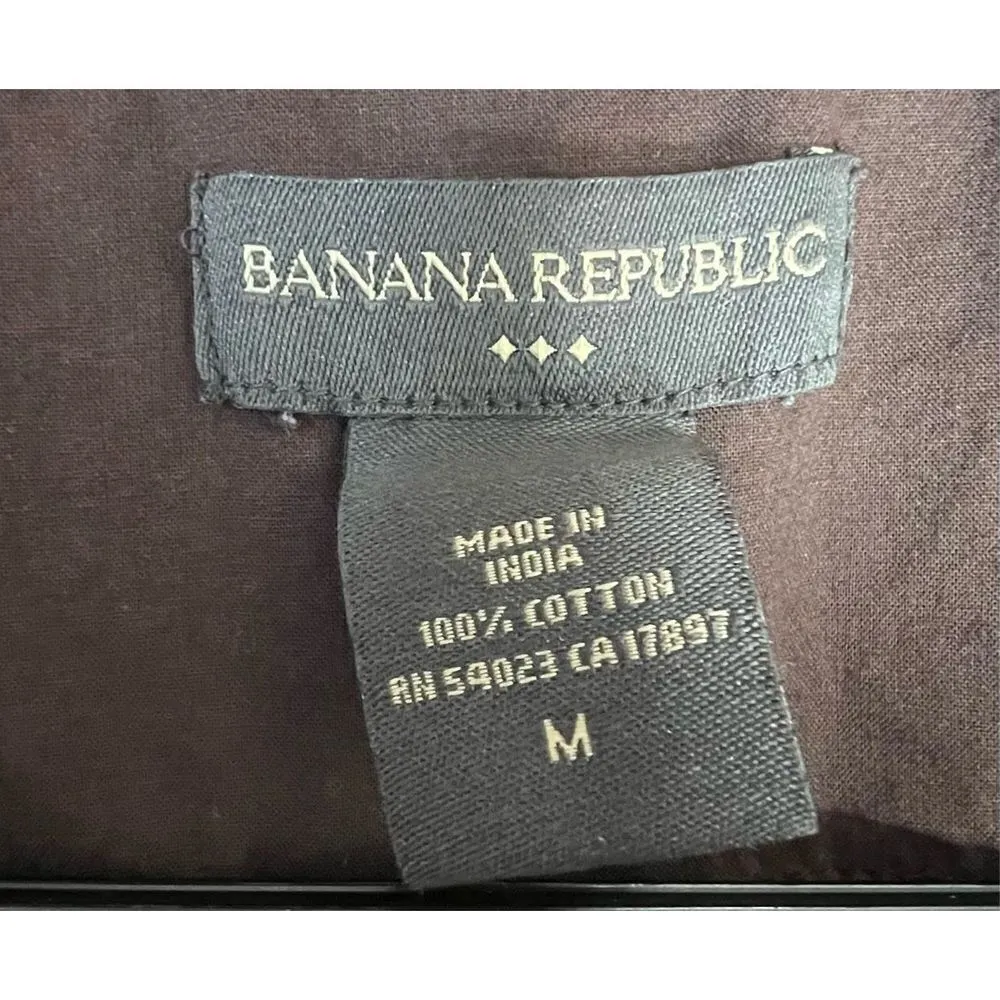 BANANA REPUBLIC
MADE IN
INDIA
100% COTTON
RN 54023 CA 17897
M